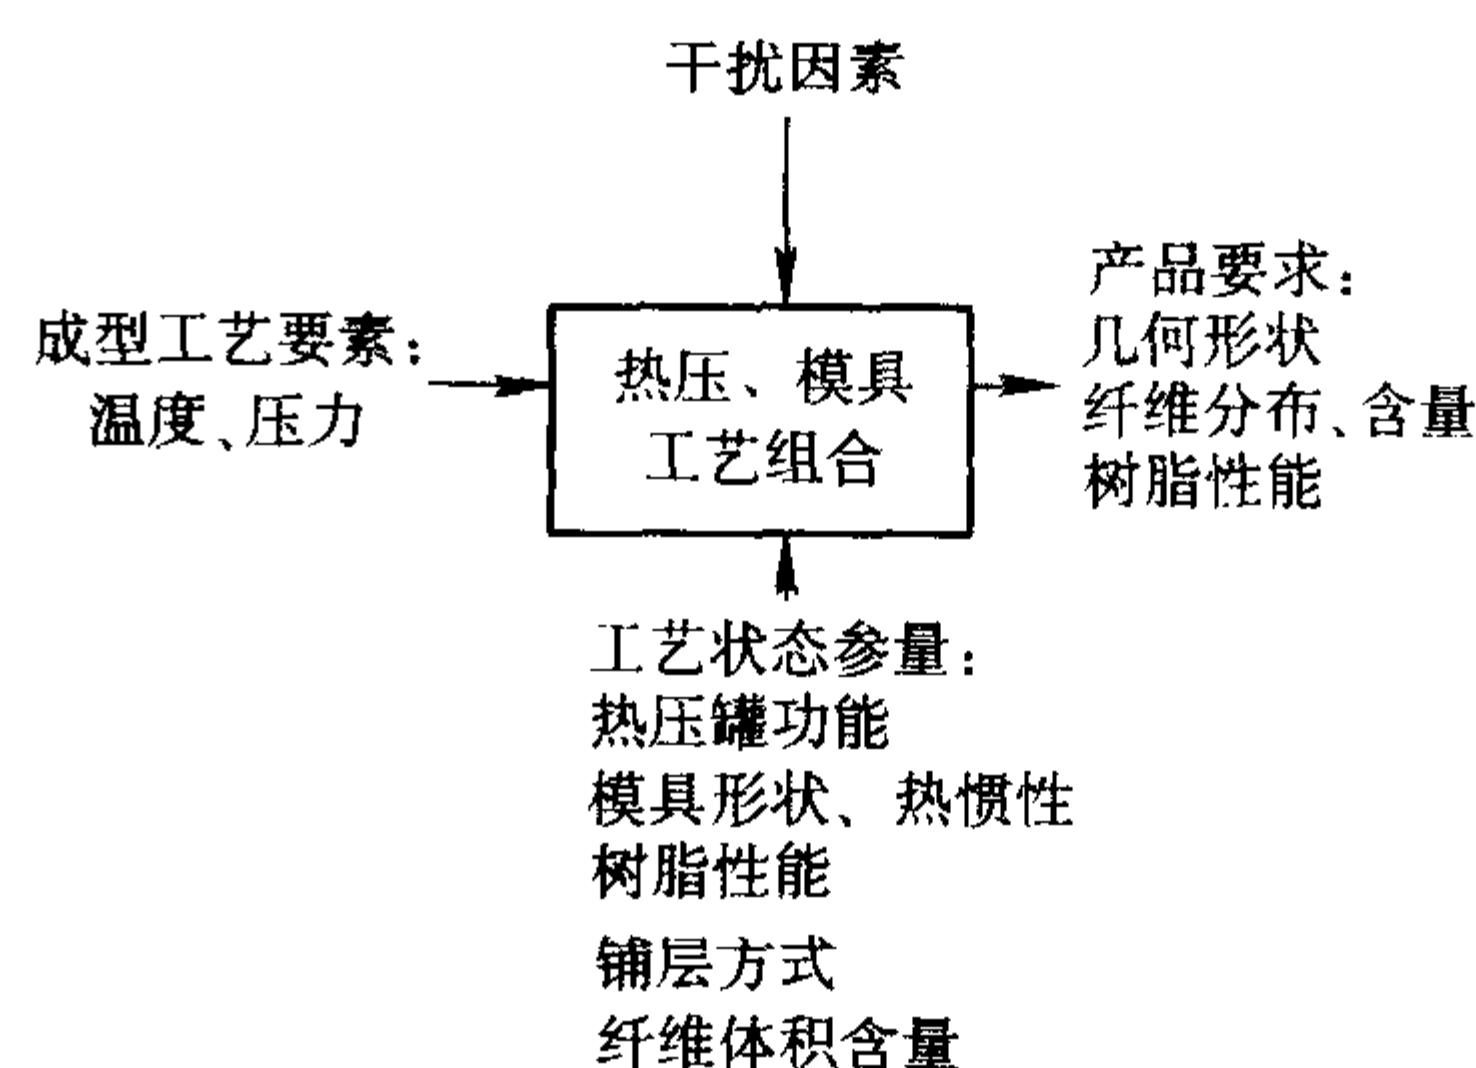 干扰因素
成型工艺要素：
温度、压力
热压、模具
工艺组合
产品要求：
几何形状
纤维分布、含量
树脂性能
工艺状态参量：
热压罐功能
模具形状、热惯性
树脂性能
铺层方式
纤维体积含量